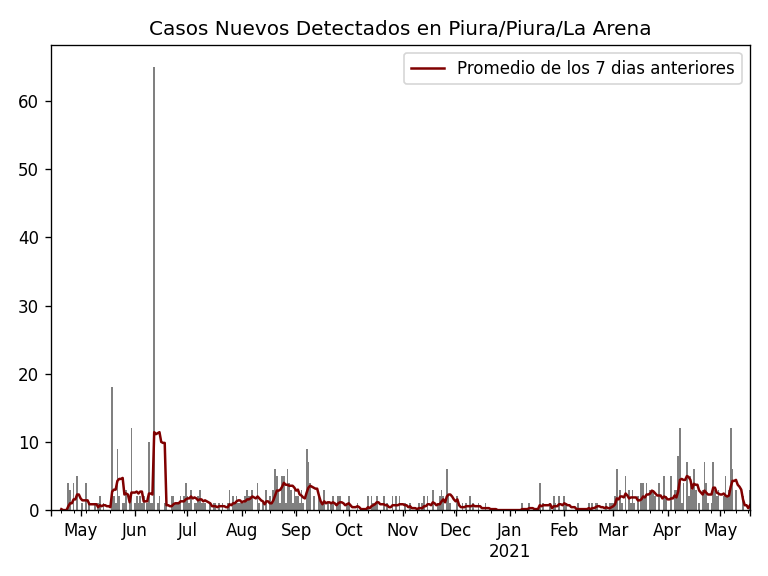 Casos Nuevos Detectados en Piura/Piura/La Arena
Promedio de los 7 dias anteriores
60
50
40
30
20
10
0
May Jun Jul Aug Sep Oct Nov Dec Jan Feb Mar Apr May
2021